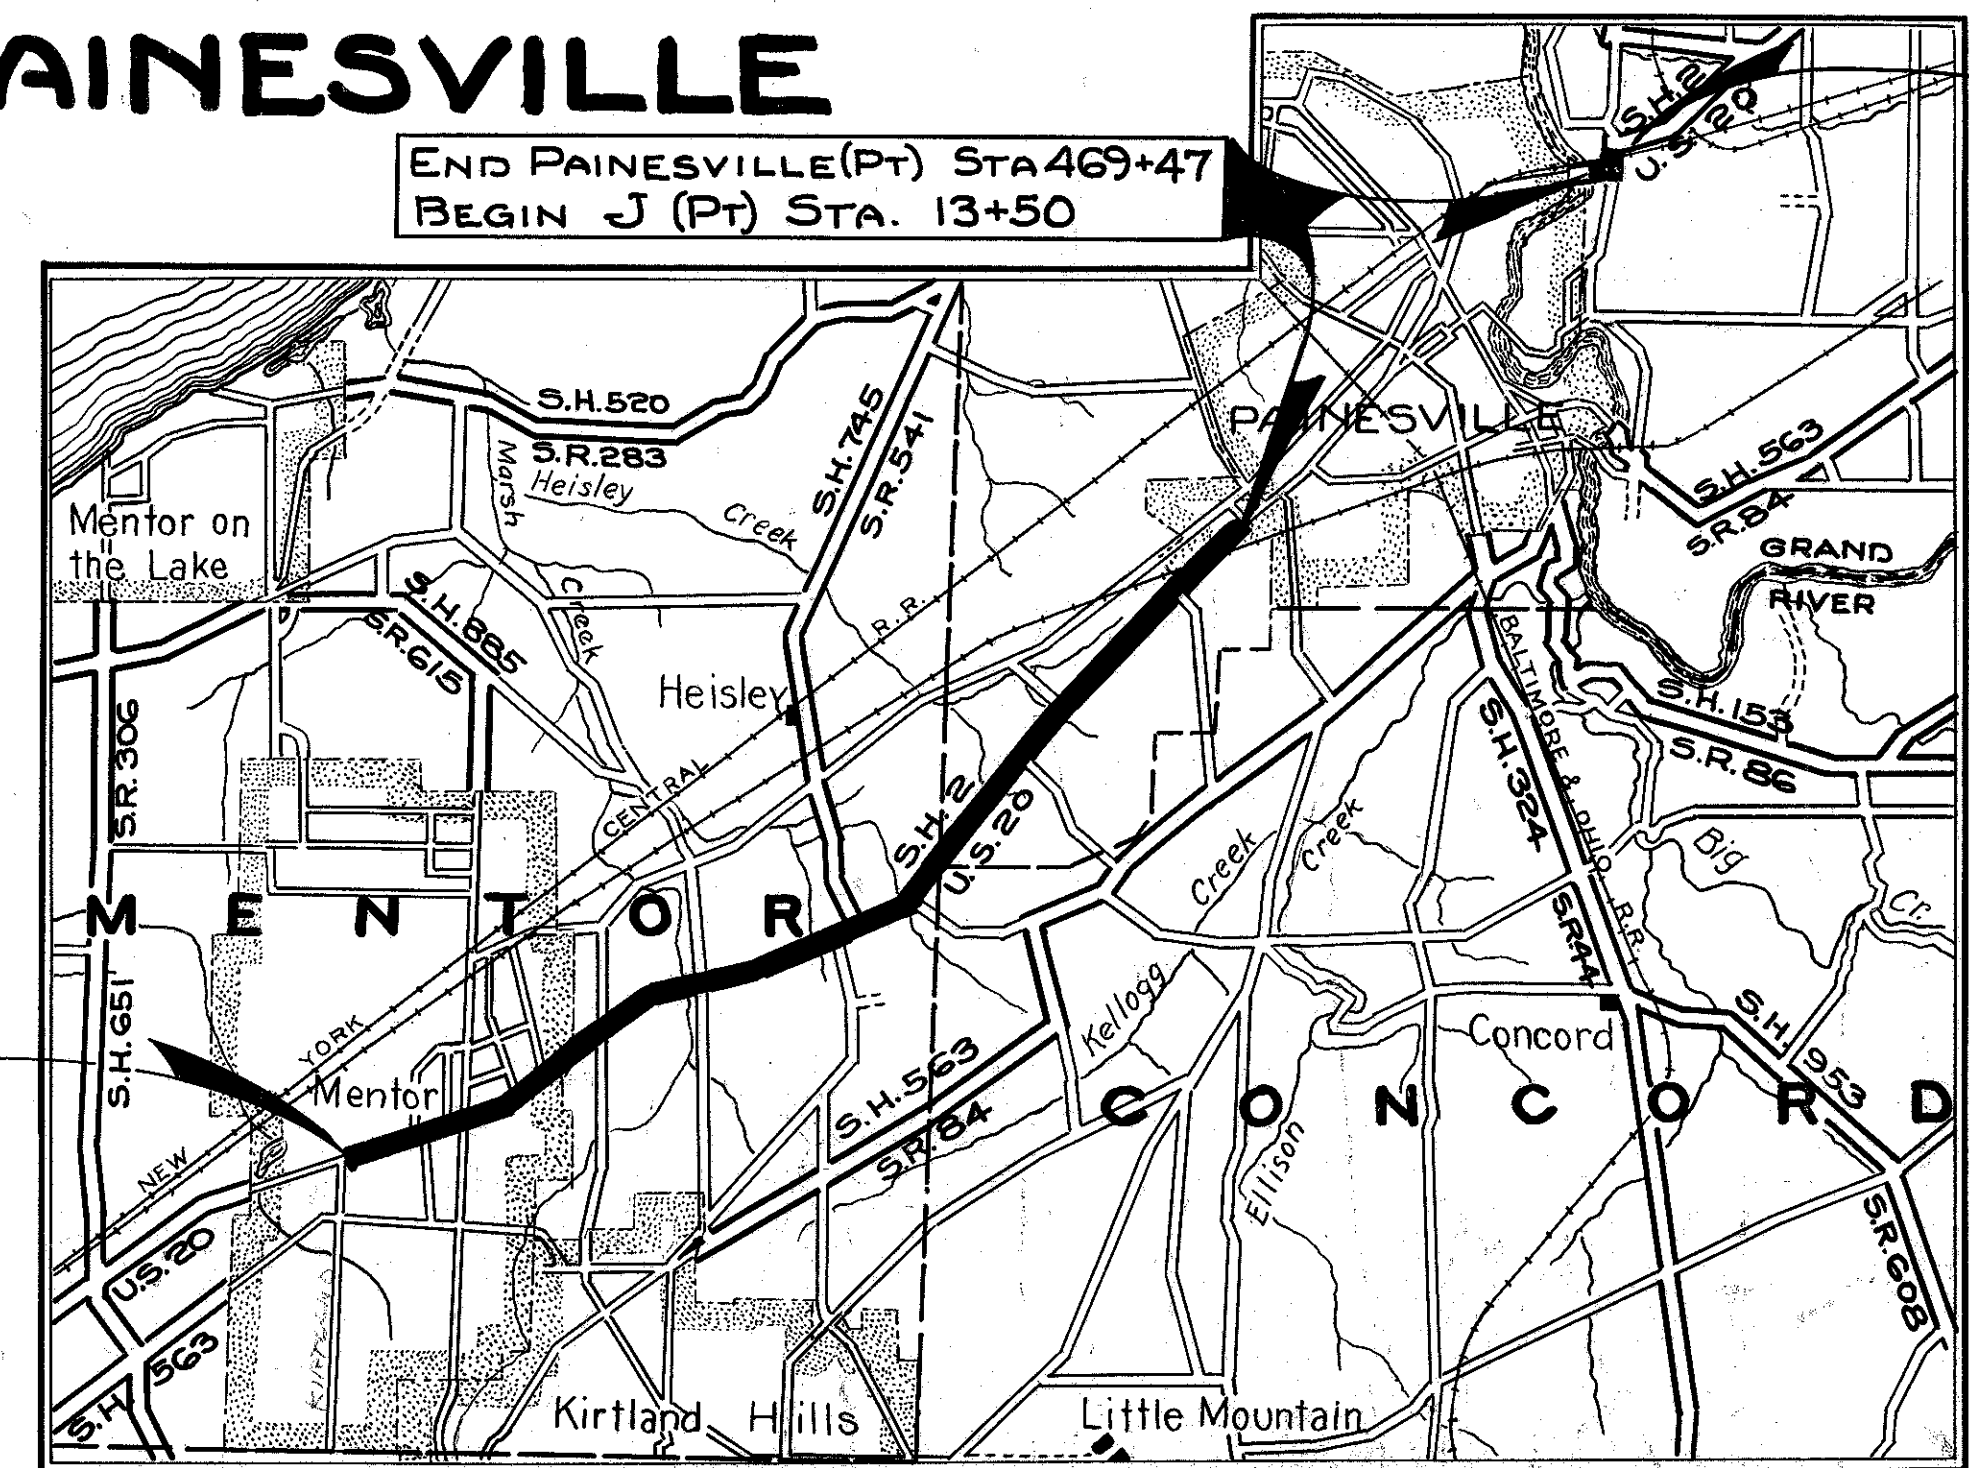 AINESVILLE
END PAINESVILLE (PT) STA 469+47
BEGIN J (PT) STA. 13+50
S.H. 2
U.S. 20
S.H. 520
S.R. 283
Marsh
Creek
Heisley
Creek
S.H. 745
S.R. 541
PAINESVILLE
S.H. 563
S.R. 84
GRAND
RIVER
Mentor on
the Lake
S.H. 885
S.R. 615
R.R.
Heisley
S.R. 306
S.H. 651
CENTRAL
YORK
NEW
BALTIMORE & OHIO R.R.
S.H. 153
S.R. 86
S.H. 324
S.R. 44
S.H. 2
U.S. 20
Creek
Creek
Big
Cr.
MENTOR
Kellogg
Concord
S.H. 953
Mentor
S.H. 563
S.R. 84
CONCORD
Ellison
U.S. 20
S.H. 563
S.R. 608
Kirtland Hills
Little Mountain